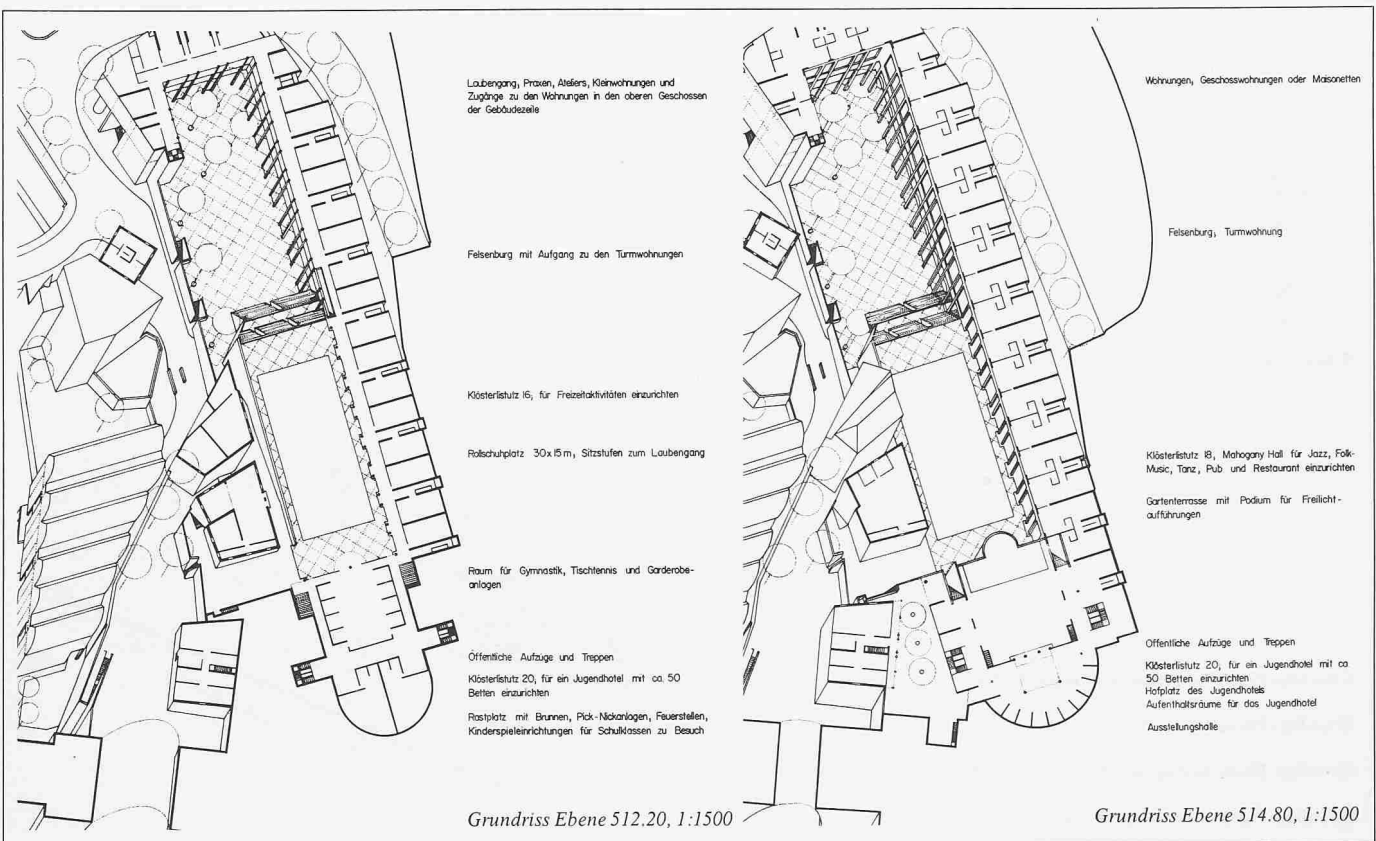 Laubengang, Praxen, Ateliers, Kleinwohnungen und
Zugänge zu den Wohnungen in den oberen Geschossen
der Gebäudezeile
Felsenburg mit Aufgang zu den Turmwohnungen
Klösterlistutz 16, für Freizeitaktivitäten einzurichten
Rollschuhplatz 30x15 m, Sitzstufen zum Laubengang
Raum für Gymnastik, Tischtennis und Garderobe-
anlagen
Öffentliche Aufzüge und Treppen
Klösterlistutz 20, für ein Jugendhotel mit ca. 50
Betten einzurichten
Rastplatz mit Brunnen, Pick-Nickanlagen, Feuerstellen,
Kinderspieleinrichtungen für Schulklassen zu Besuch
Grundriss Ebene 512.20, 1:1500
Wohnungen, Geschosswohnungen oder Maisonetten
Felsenburg, Turmwohnung
Klösterlistutz 18, Mahogany Hall für Jazz, Folk-
Music, Tanz, Pub und Restaurant einzurichten
Gartenterrasse mit Podium für Freilicht-
aufführungen
Öffentliche Aufzüge und Treppen
Klösterlistutz 20, für ein Jugendhotel mit ca
50 Betten einzurichten
Hofplatz des Jugendhotels
Aufenthaltsräume für das Jugendhotel
Ausstellungshalle
Grundriss Ebene 514.80, 1:1500